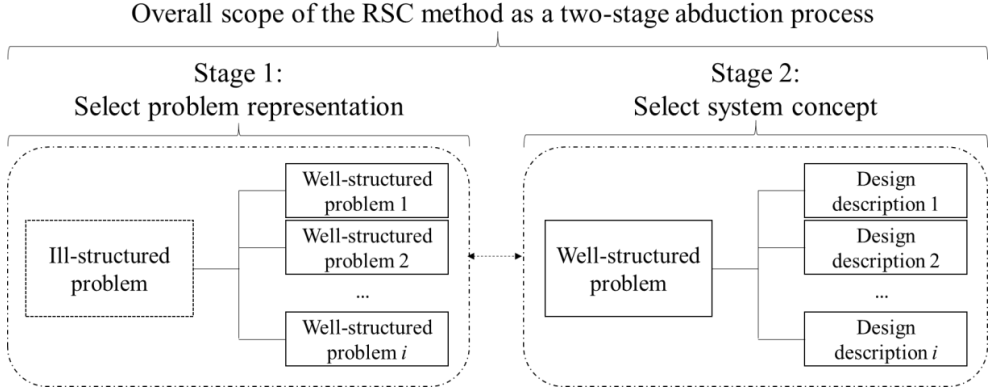 Overall scope of the RSC method as a two-stage abduction process
Stage 1:
Select problem representation
Stage 2:
Select system concept
Ill-structured
problem
Well-structured
problem 1
Well-structured
problem 2
...
Well-structured
problem i
Well-structured
problem
Design
description 1
Design
description 2
...
Design
description i